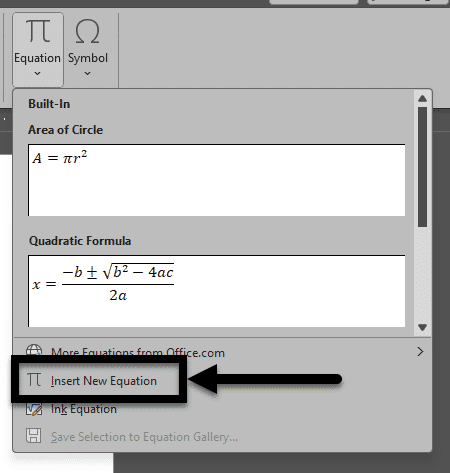 Equation Symbol
Built-In
Area of Circle
A = πr²
Quadratic Formula
x = (-b ± √(b² − 4ac)) / 2a
More Equations from Office.com
π Insert New Equation
Ink Equation
Save Selection to Equation Gallery...